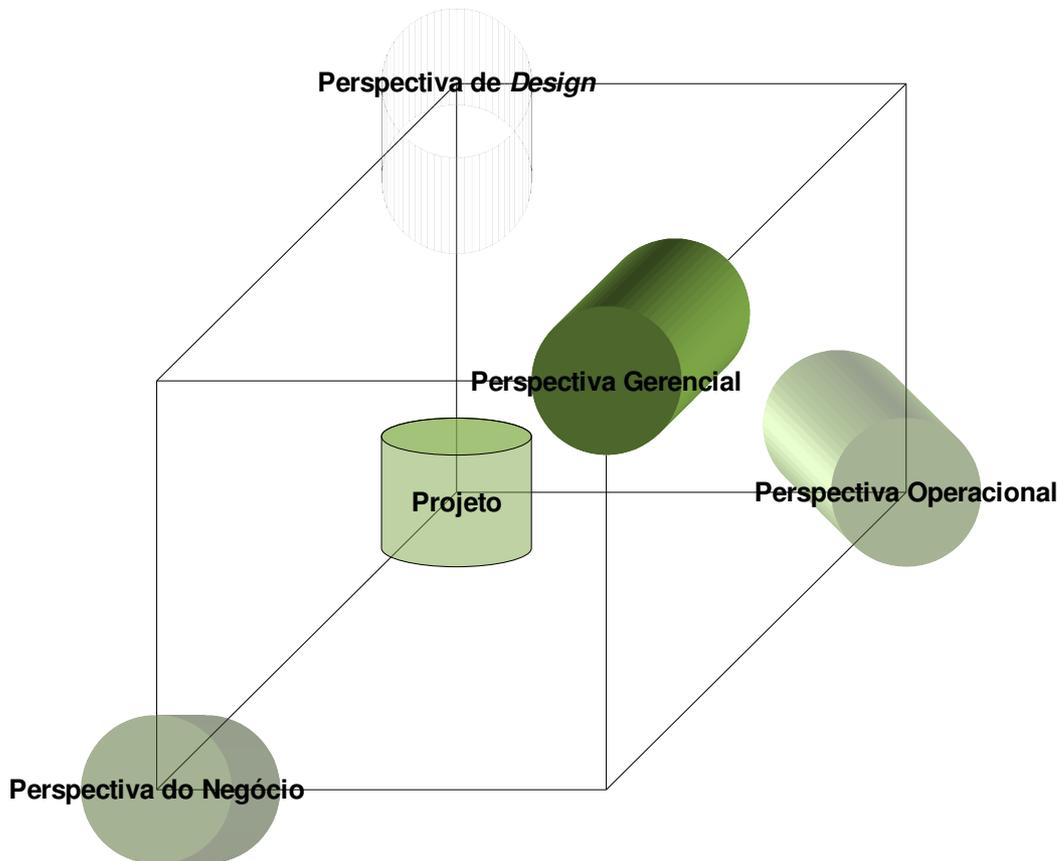 Perspectiva de Design
Perspectiva Gerencial
Projeto
Perspectiva Operacional
Perspectiva do Negócio